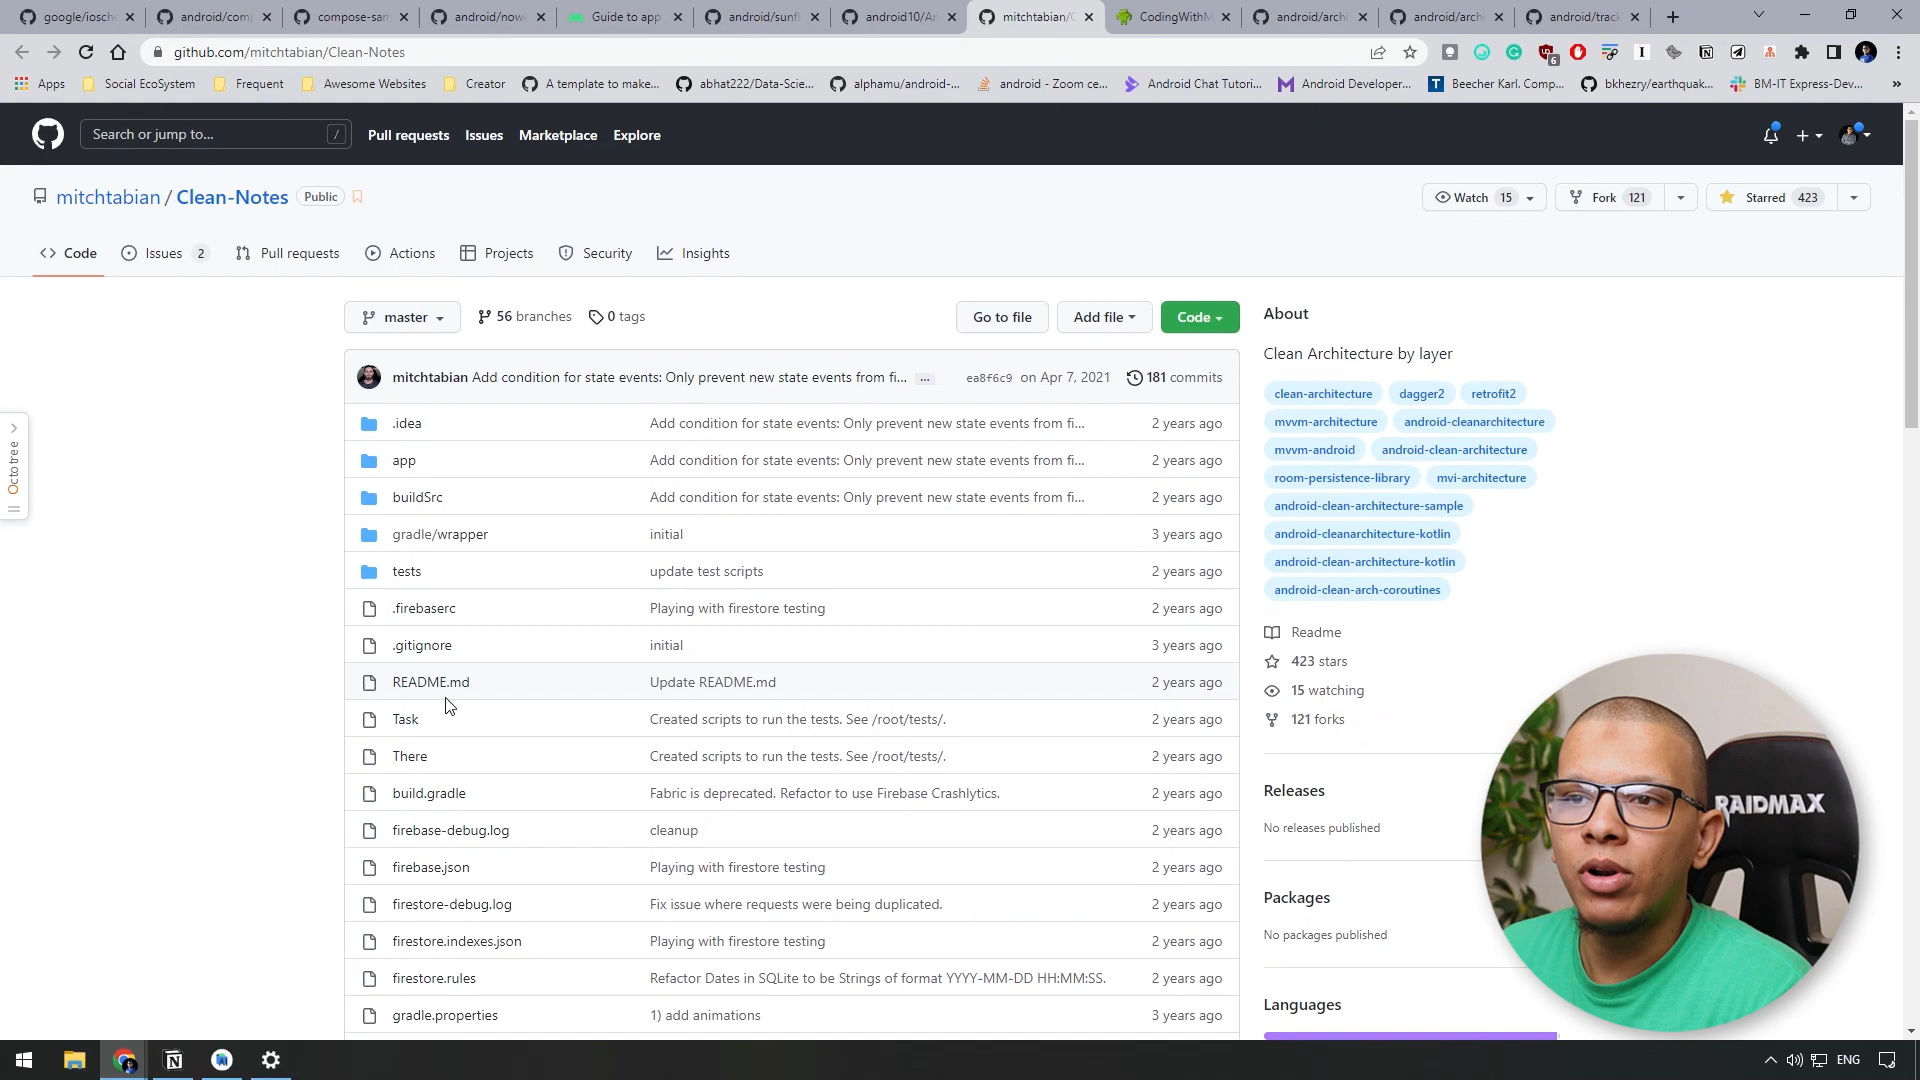 google/iosche
android/comp
compose-sam
android/nowi
Guide to app
android/sunfl
android10/An
mitchtabian/C
CodingWithM
android/archi
android/archi
android/track
github.com/mitchtabian/Clean-Notes
6
Apps
Social EcoSystem
Frequent
Awesome Websites
Creator
A template to make...
abhat222/Data-Scie...
alphamu/android-...
android - Zoom ce...
Android Chat Tutori...
Android Developer...
Beecher Karl. Comp...
bkhezry/earthquak...
BM-IT Express-Dev...
»
Search or jump to...
/
Pull requests
Issues
Marketplace
Explore
mitchtabian / Clean-Notes
Public
Watch 15
Fork 121
Starred 423
Code
Issues 2
Pull requests
Actions
Projects
Security
Insights
master
56 branches
0 tags
Go to file
Add file
Code
About
Clean Architecture by layer
mitchtabian Add condition for state events: Only prevent new state events from fi... ... ea8f6c9 on Apr 7, 2021 181 commits
clean-architecture dagger2 retrofit2
mvvm-architecture android-cleanarchitecture
mvvm-android android-clean-architecture
room-persistence-library mvi-architecture
android-clean-architecture-sample
android-cleanarchitecture-kotlin
android-clean-architecture-kotlin
android-clean-arch-coroutines
.idea Add condition for state events: Only prevent new state events from fi... 2 years ago
app Add condition for state events: Only prevent new state events from fi... 2 years ago
buildSrc Add condition for state events: Only prevent new state events from fi... 2 years ago
gradle/wrapper initial 3 years ago
tests update test scripts 2 years ago
.firebaserc Playing with firestore testing 2 years ago
.gitignore initial 3 years ago
README.md Update README.md 2 years ago
Task Created scripts to run the tests. See /root/tests/. 2 years ago
There Created scripts to run the tests. See /root/tests/. 2 years ago
build.gradle Fabric is deprecated. Refactor to use Firebase Crashlytics. 2 years ago
firebase-debug.log cleanup 2 years ago
firebase.json Playing with firestore testing 2 years ago
firestore-debug.log Fix issue where requests were being duplicated. 2 years ago
firestore.indexes.json Playing with firestore testing 2 years ago
firestore.rules Refactor Dates in SQLite to be Strings of format YYYY-MM-DD HH:MM:SS. 2 years ago
gradle.properties 1) add animations 3 years ago
Readme
423 stars
15 watching
121 forks
Releases
No releases published
Packages
No packages published
Languages
Octotree
RAIDMAX
ENG